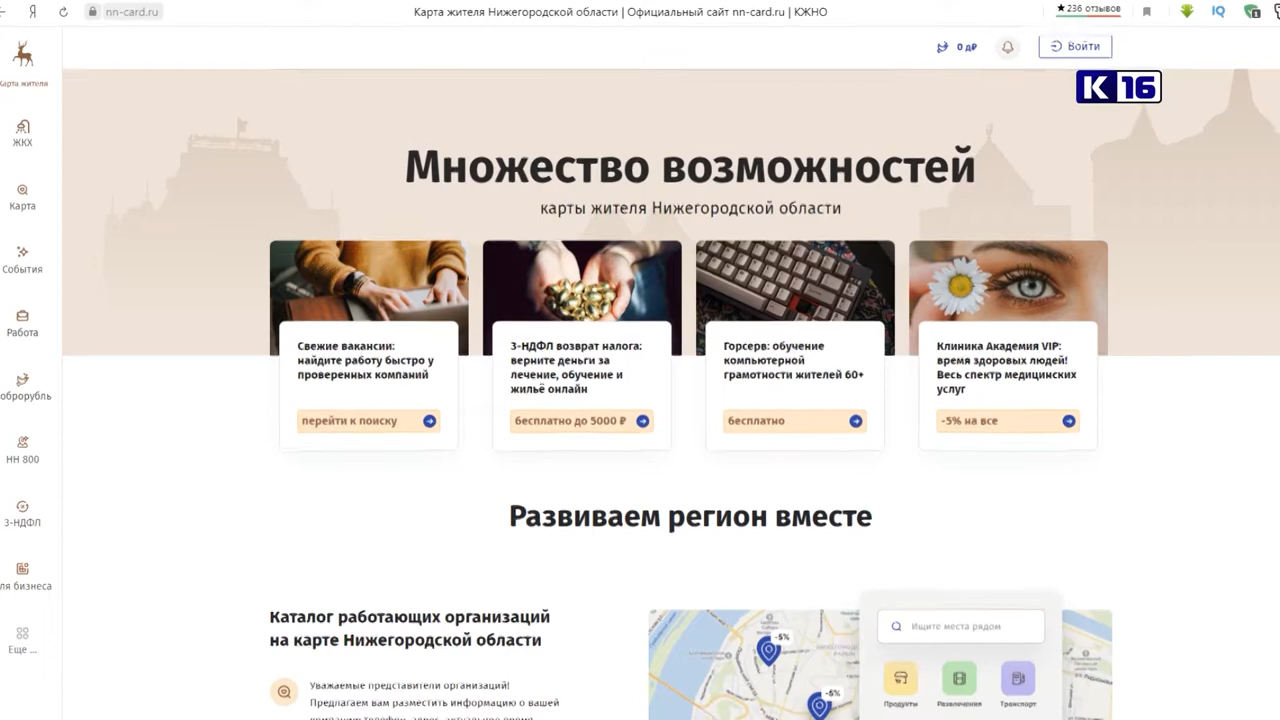 Я
nn-card.ru
Карта жителя Нижегородской области | Официальный сайт nn-card.ru | КЖНО
★ 236 отзывов
IQ
1
Карта жителя
ЖКХ
Карта
События
Работа
оброрубль
НН 800
3-НДФЛ
ля бизнеса
Еще ...
0 дР
Войти
К 16
Множество возможностей
карты жителя Нижегородской области
Свежие вакансии:
найдите работу быстро у
проверенных компаний
перейти к поиску
3-НДФЛ возврат налога:
верните деньги за
лечение, обучение и
жильё онлайн
бесплатно до 5000 ₽
Горсерв: обучение
компьютерной
грамотности жителей 60+
бесплатно
Клиника Академия VIP:
время здоровых людей!
Весь спектр медицинских
услуг
-5% на все
Развиваем регион вместе
Каталог работающих организаций
на карте Нижегородской области
Уважаемые представители организаций!
Предлагаем вам разместить информацию о вашей
-5%
-5%
Ищите места рядом
Продукты
Развлечения
Транспорт